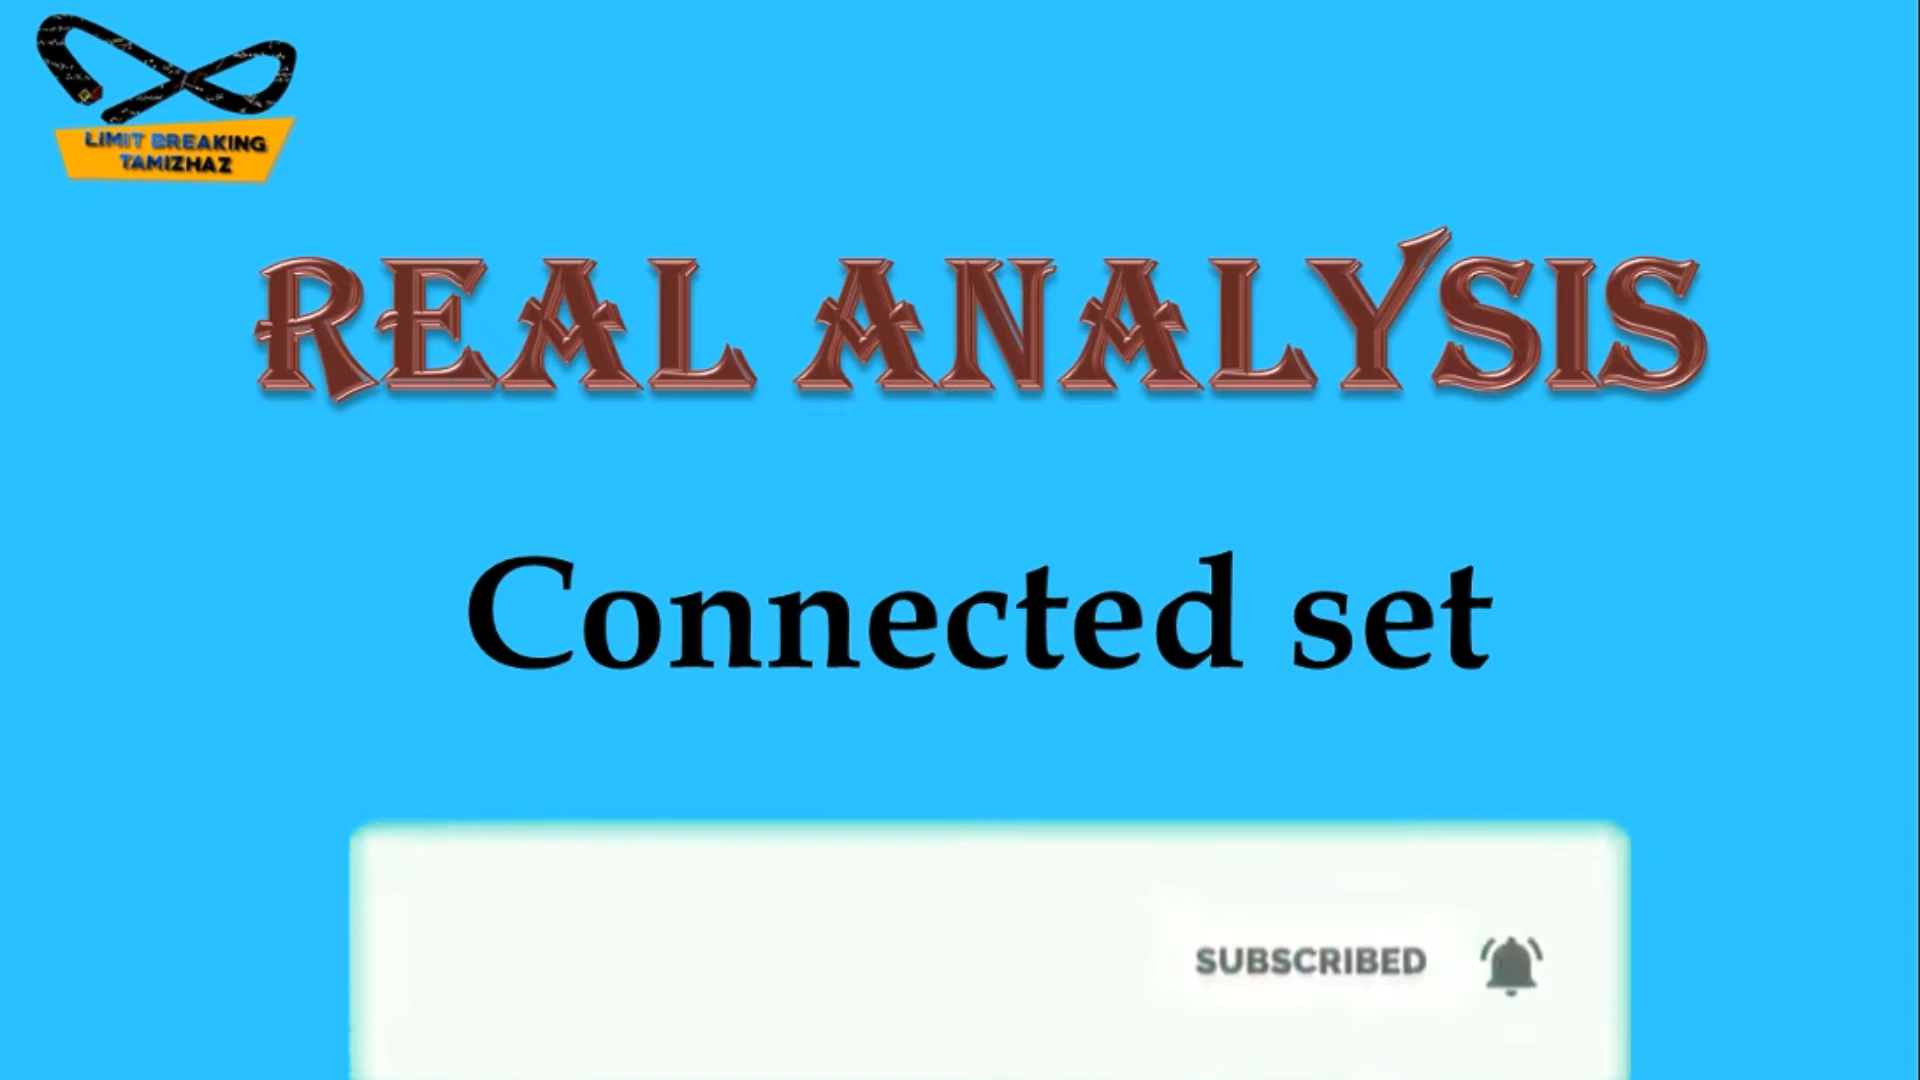 LIMIT BREAKING
TAMIZHAZ
REAL ANALYSIS
Connected set
SUBSCRIBED